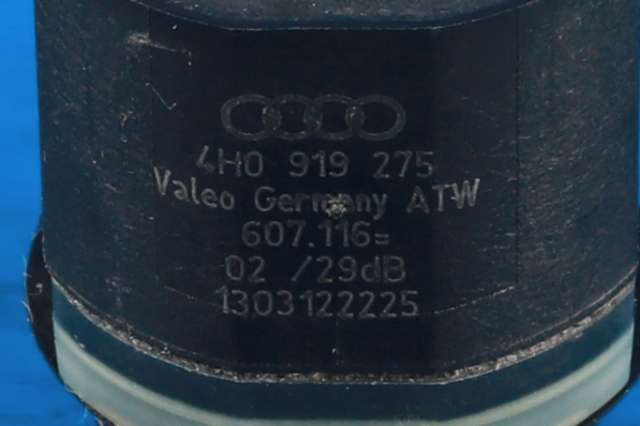 4H0 919 275
Valeo Germany ATW
607.116=
02 /29dB
1303122225